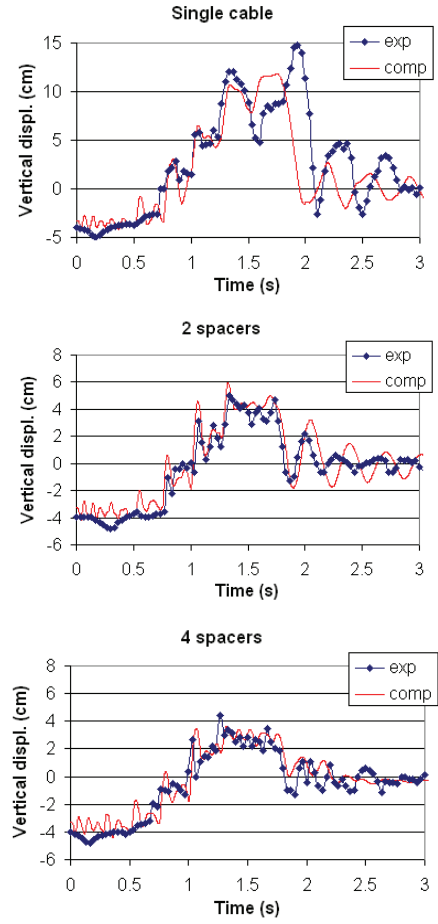 Single cable
exp
comp
Vertical displ. (cm)
15
10
5
0
-5
0 0.5 1 1.5 2 2.5 3
Time (s)
2 spacers
exp
comp
Vertical displ. (cm)
8
6
4
2
0
-2
-4
-6
0 0.5 1 1.5 2 2.5 3
Time (s)
4 spacers
exp
comp
Vertical displ. (cm)
8
6
4
2
0
-2
-4
-6
0 0.5 1 1.5 2 2.5 3
Time (s)